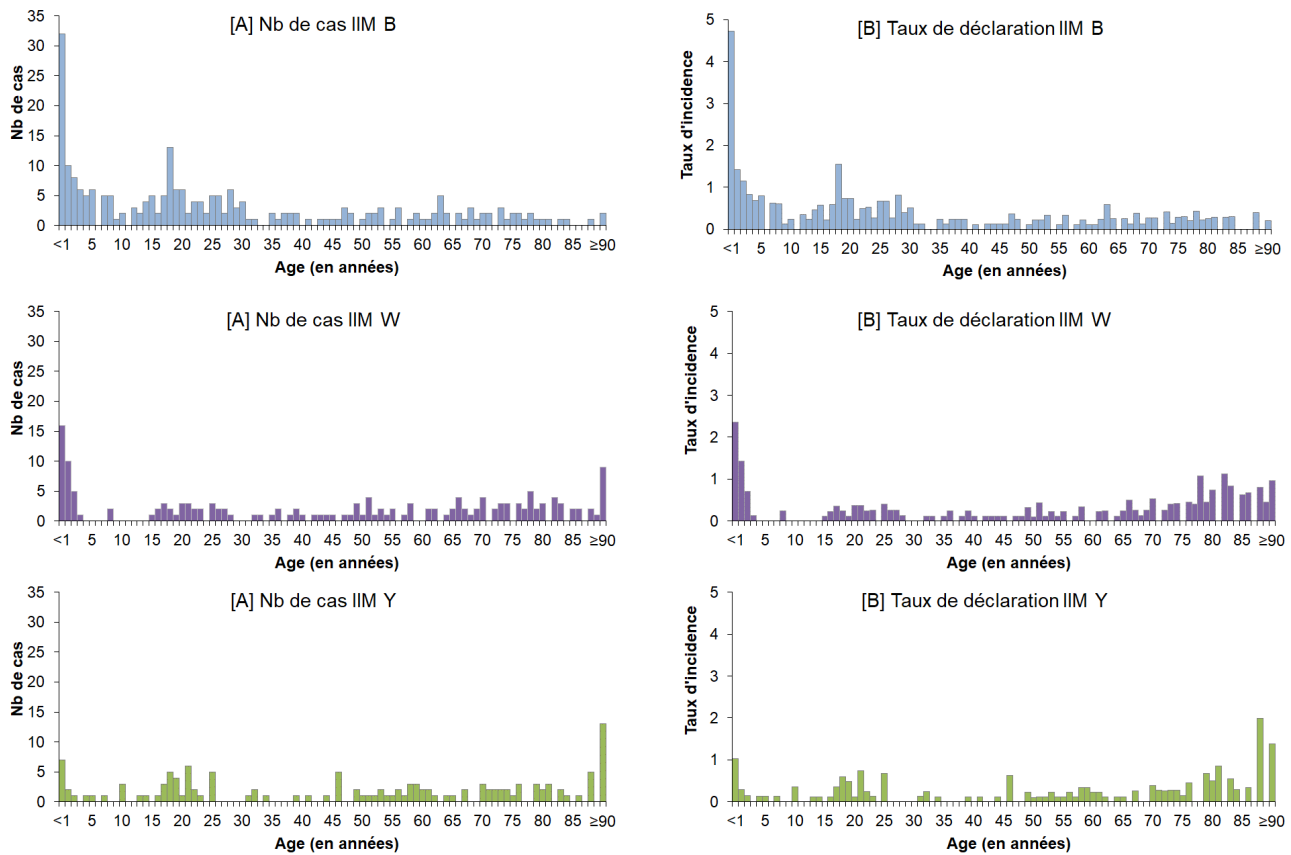 [A] Nb de cas IIM B
Nb de cas
35
30
25
20
15
10
5
0
<1 5 10 15 20 25 30 35 40 45 50 55 60 65 70 75 80 85 ≥90
Age (en années)
[B] Taux de déclaration IIM B
Taux d'incidence
5
4
3
2
1
0
<1 5 10 15 20 25 30 35 40 45 50 55 60 65 70 75 80 85 ≥90
Age (en années)
[A] Nb de cas IIM W
Nb de cas
35
30
25
20
15
10
5
0
<1 5 10 15 20 25 30 35 40 45 50 55 60 65 70 75 80 85 ≥90
Age (en années)
[B] Taux de déclaration IIM W
Taux d'incidence
5
4
3
2
1
0
<1 5 10 15 20 25 30 35 40 45 50 55 60 65 70 75 80 85 ≥90
Age (en années)
[A] Nb de cas IIM Y
Nb de cas
35
30
25
20
15
10
5
0
<1 5 10 15 20 25 30 35 40 45 50 55 60 65 70 75 80 85 ≥90
Age (en années)
[B] Taux de déclaration IIM Y
Taux d'incidence
5
4
3
2
1
0
<1 5 10 15 20 25 30 35 40 45 50 55 60 65 70 75 80 85 ≥90
Age (en années)